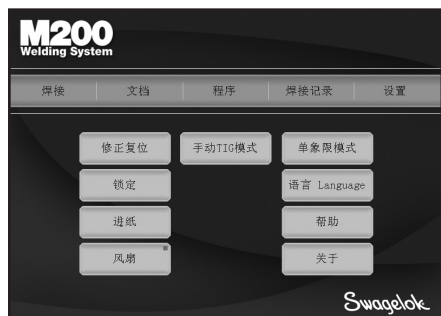 M200
Welding System
焊接 文档 程序 焊接记录 设置
修正复位 手动TIG模式 单象限模式
锁定 语言 Language
进纸 帮助
风扇 关于
Swagelok